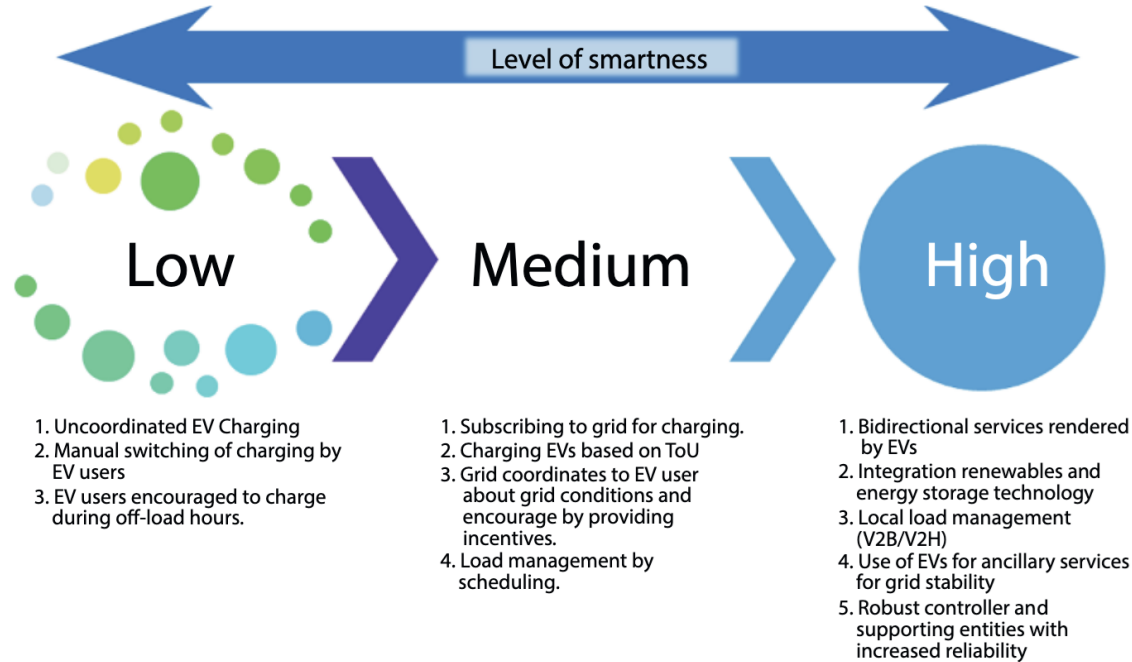 Level of smartness
Low
Medium
High
1. Uncoordinated EV Charging
2. Manual switching of charging by
EV users
3. EV users encouraged to charge
during off-load hours.
1. Subscribing to grid for charging.
2. Charging EVs based on ToU
3. Grid coordinates to EV user
about grid conditions and
encourage by providing
incentives.
4. Load management by
scheduling.
1. Bidirectional services rendered
by EVs
2. Integration renewables and
energy storage technology
3. Local load management
(V2B/V2H)
4. Use of EVs for ancillary services
for grid stability
5. Robust controller and
supporting entities with
increased reliability